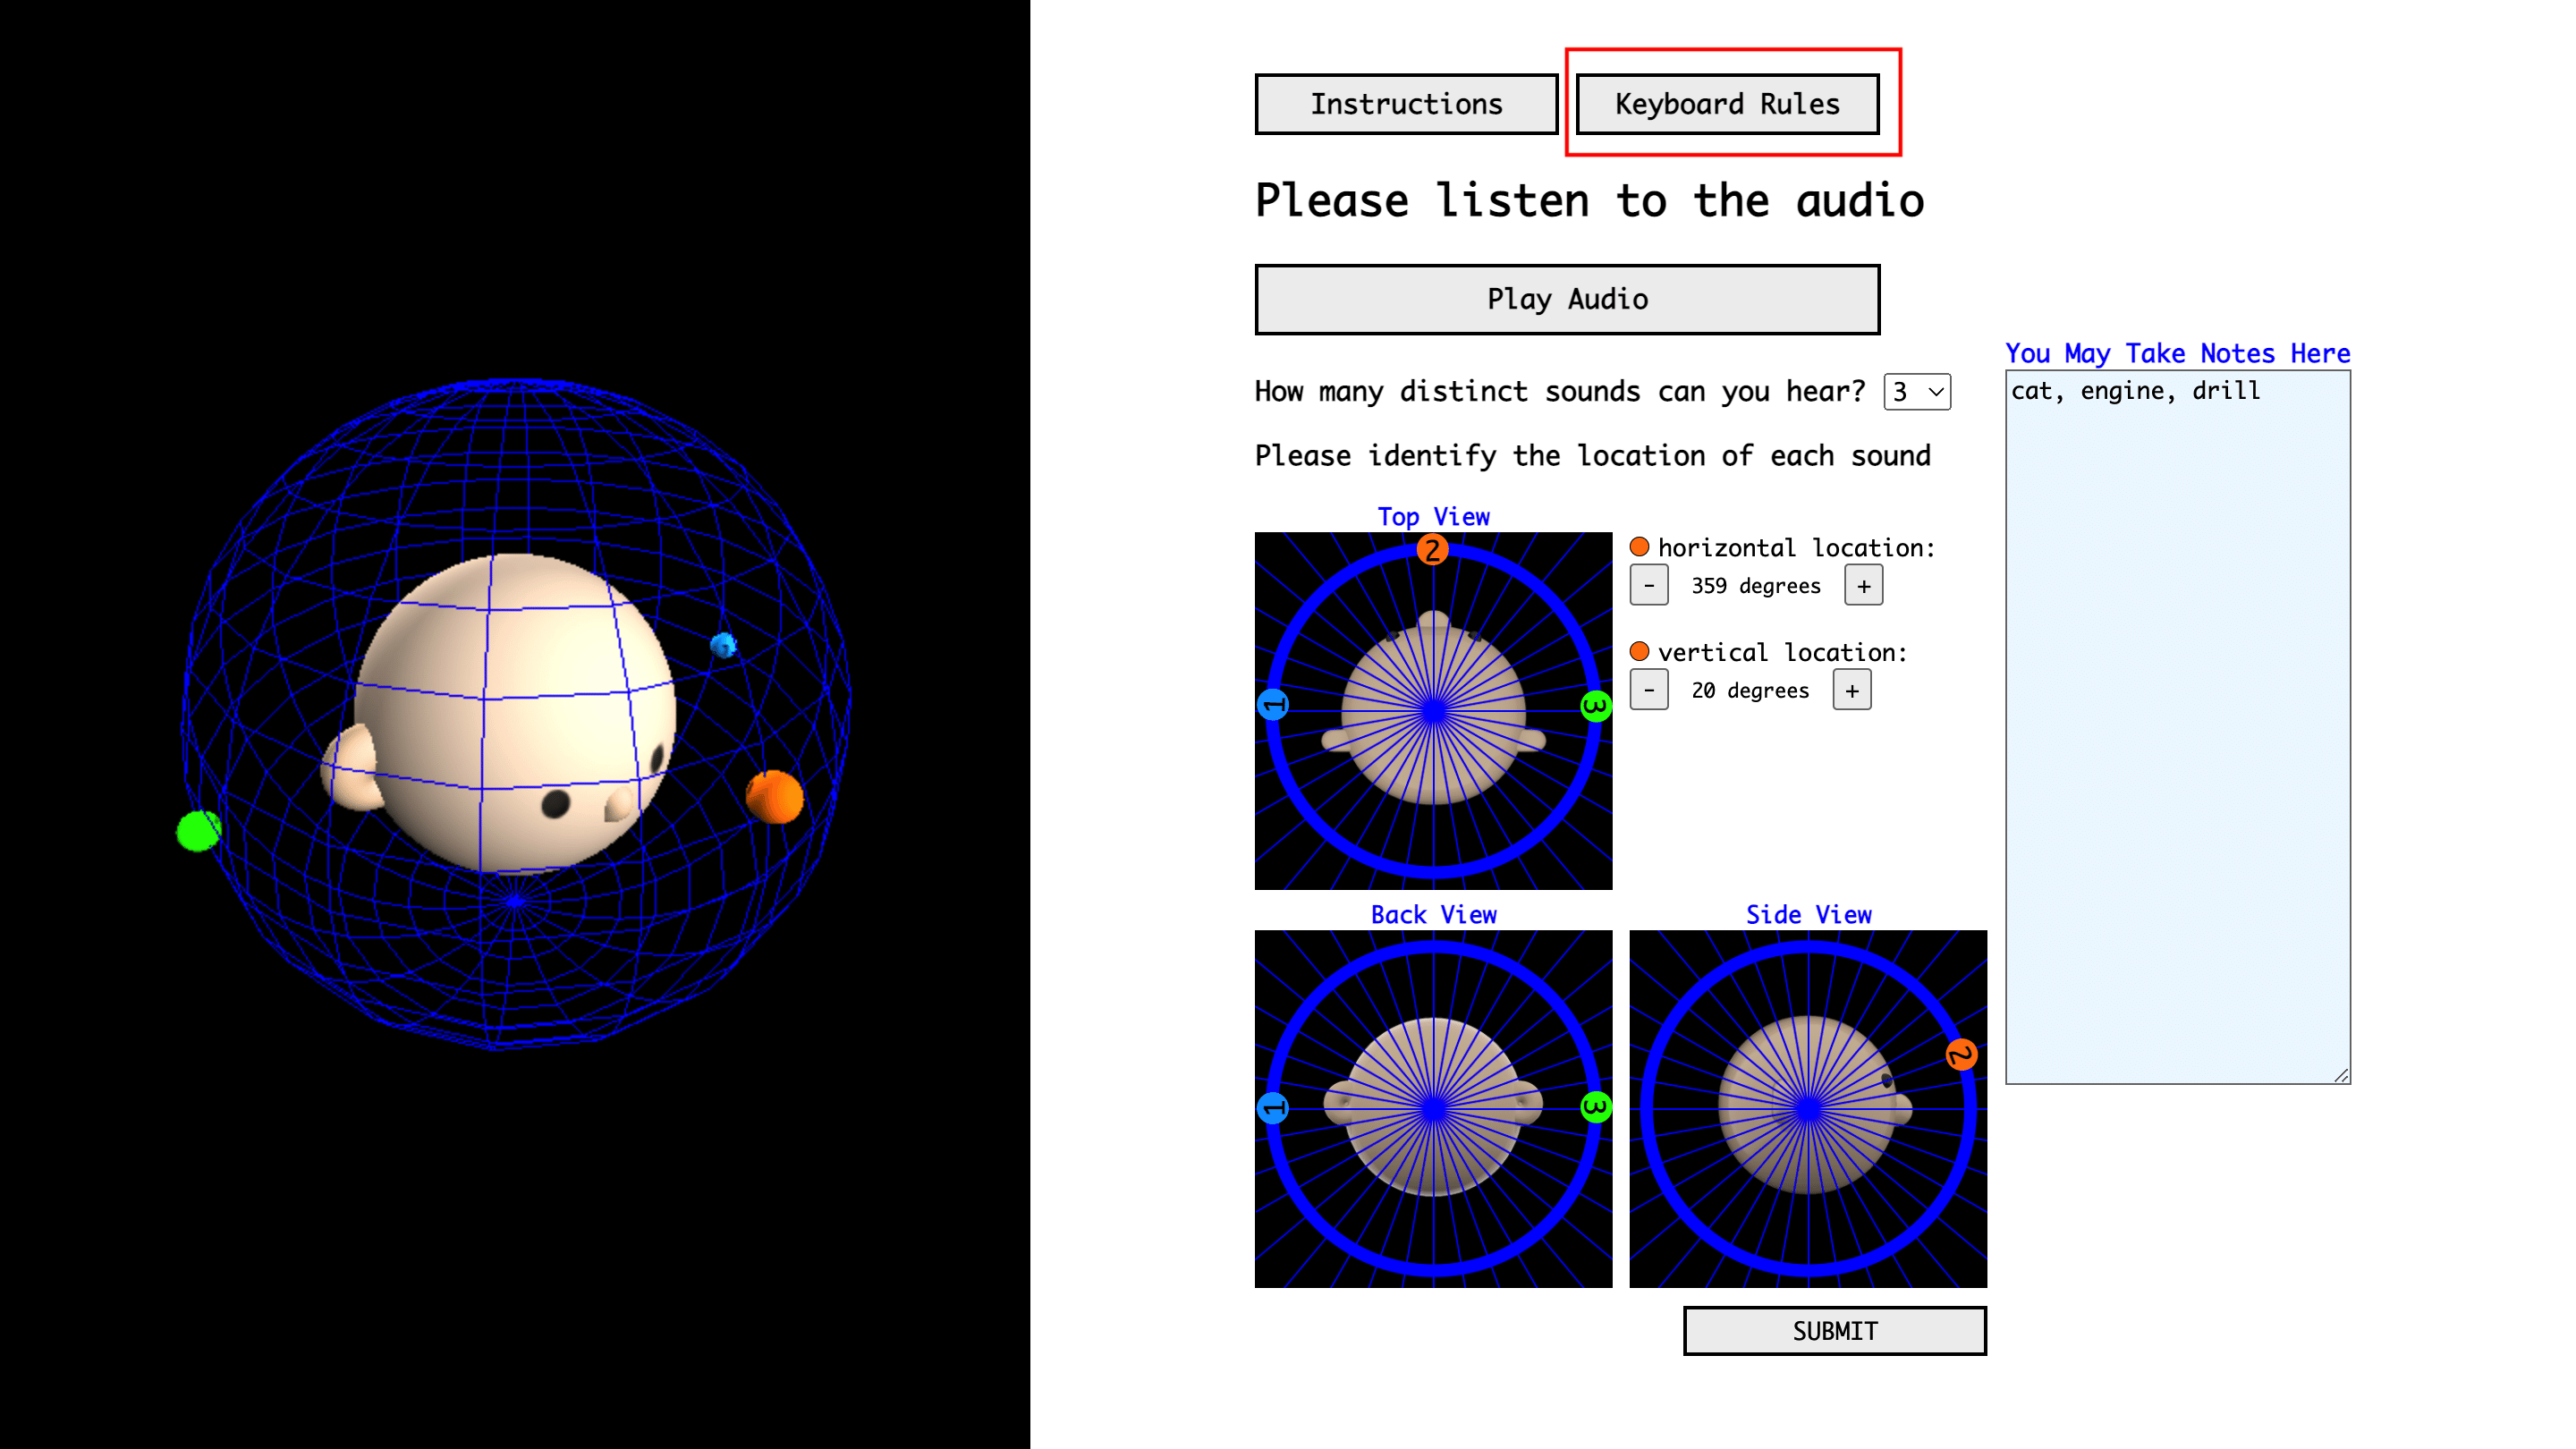 Instructions
Keyboard Rules
Please listen to the audio
Play Audio
How many distinct sounds can you hear? 3
You May Take Notes Here
cat, engine, drill
Please identify the location of each sound
Top View
1
2
3
horizontal location:
- 359 degrees +
vertical location:
- 20 degrees +
Back View
1
3
Side View
2
SUBMIT